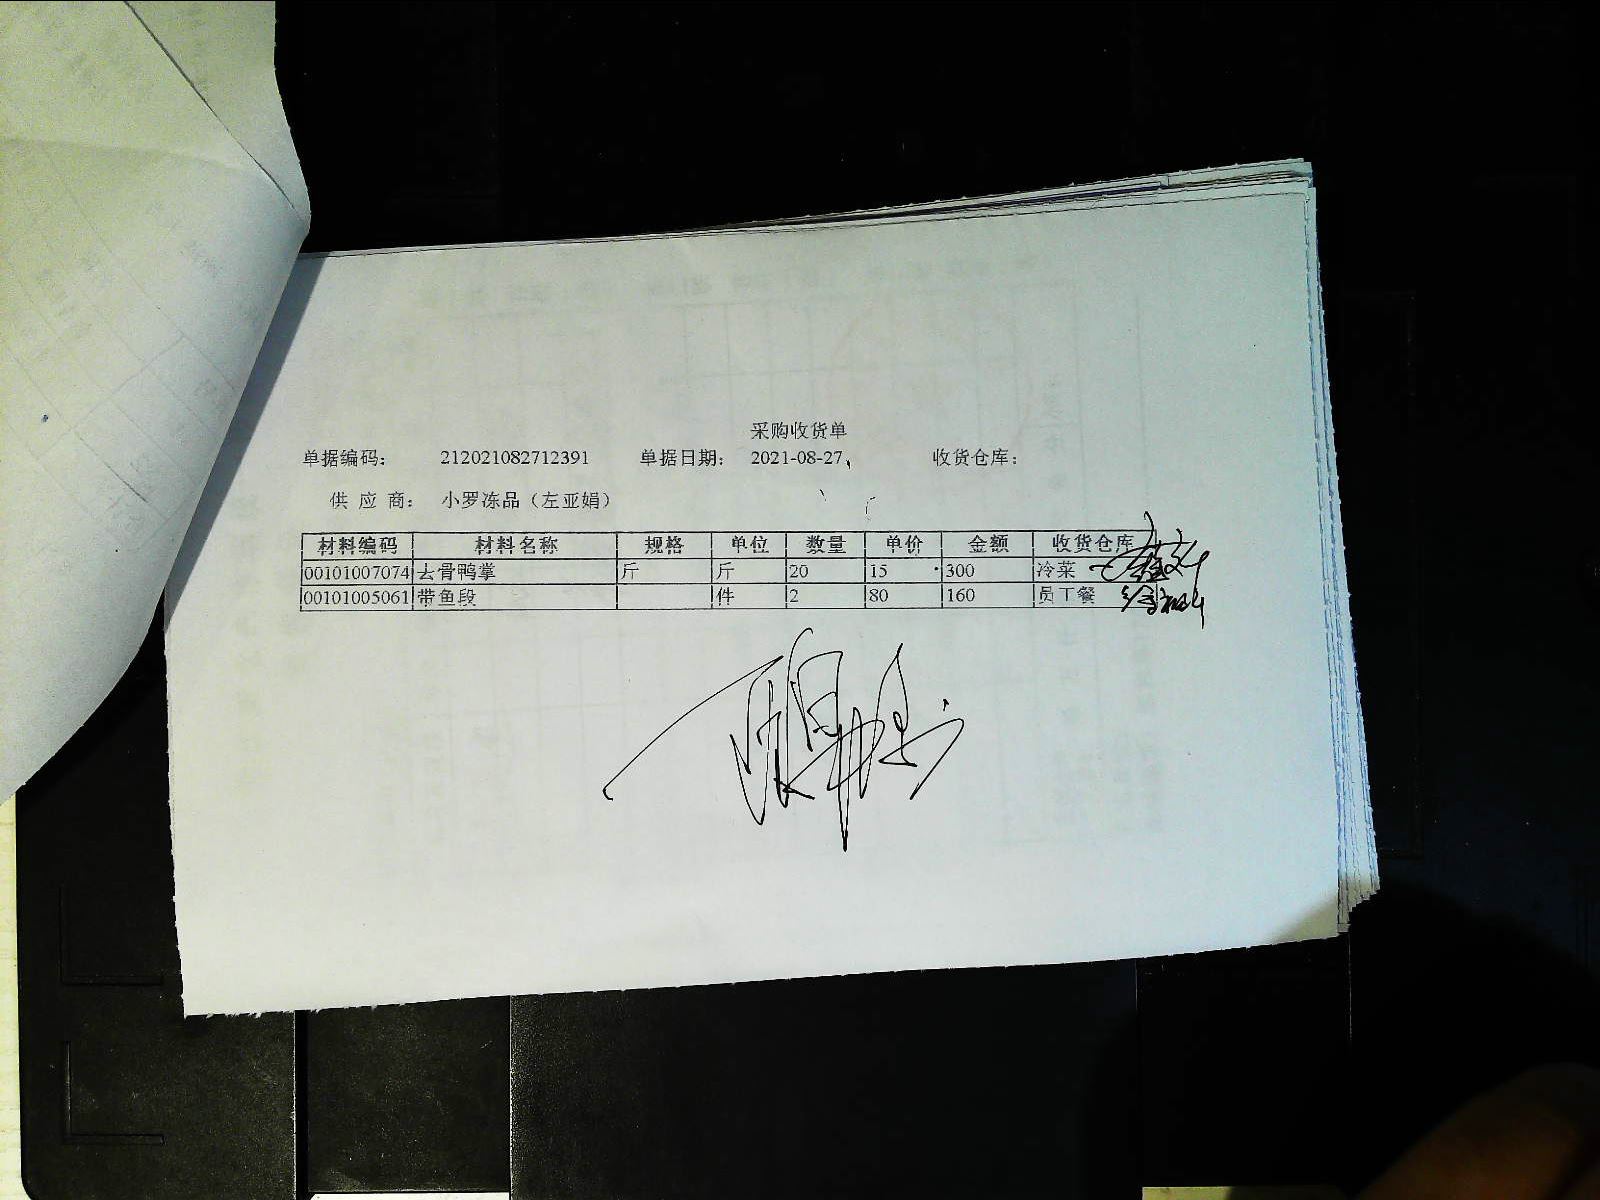 采购收货单
单据编码： 212021082712391 单据日期： 2021-08-27 收货仓库：
供 应 商： 小罗冻品（左亚娟）
材料编码 材料名称 规格 单位 数量 单价 金额 收货仓库
00101007074 去骨鸭掌 斤 斤 20 15 300 冷菜
00101005061 带鱼段 件 2 80 160 员工餐